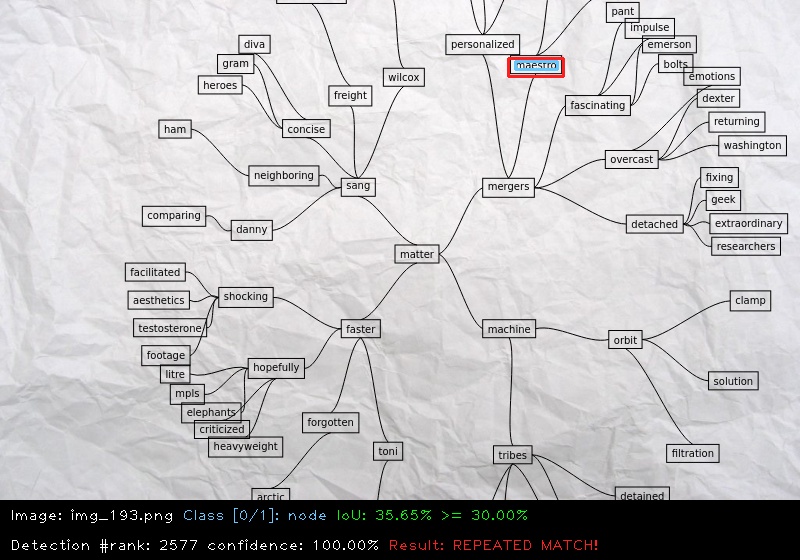 pant
impulse
diva
emerson
personalized
gram
bolts
maestro
emotions
wilcox
heroes
freight
dexter
fascinating
returning
concise
ham
washington
overcast
neighboring
fixing
sang
mergers
geek
comparing
extraordinary
danny
detached
researchers
matter
facilitated
shocking
aesthetics
clamp
testosterone
faster
machine
orbit
footage
hopefully
litre
solution
mpls
elephants
forgotten
criticized
heavyweight
toni
tribes
filtration
arctic
detained
Image: img_193.png Class [0/1]: node IoU: 35.65% >= 30.00%
Detection #rank: 2577 confidence: 100.00% Result: REPEATED MATCH!